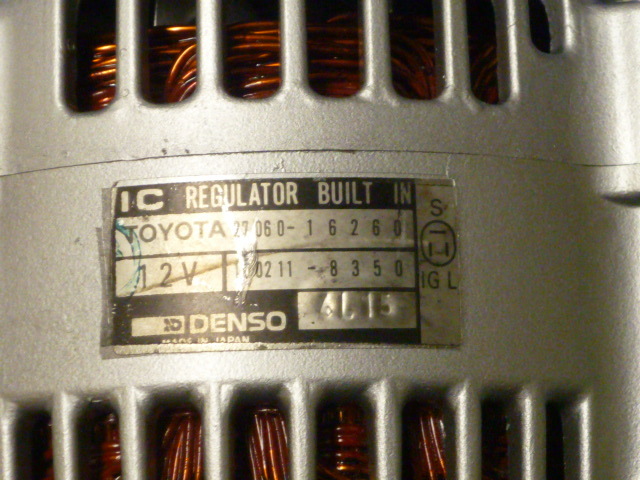 IC REGULATOR BUILT IN
TOYOTA 27060-16260
12V 100211-8350
DENSO
MADE IN JAPAN
S
IG L